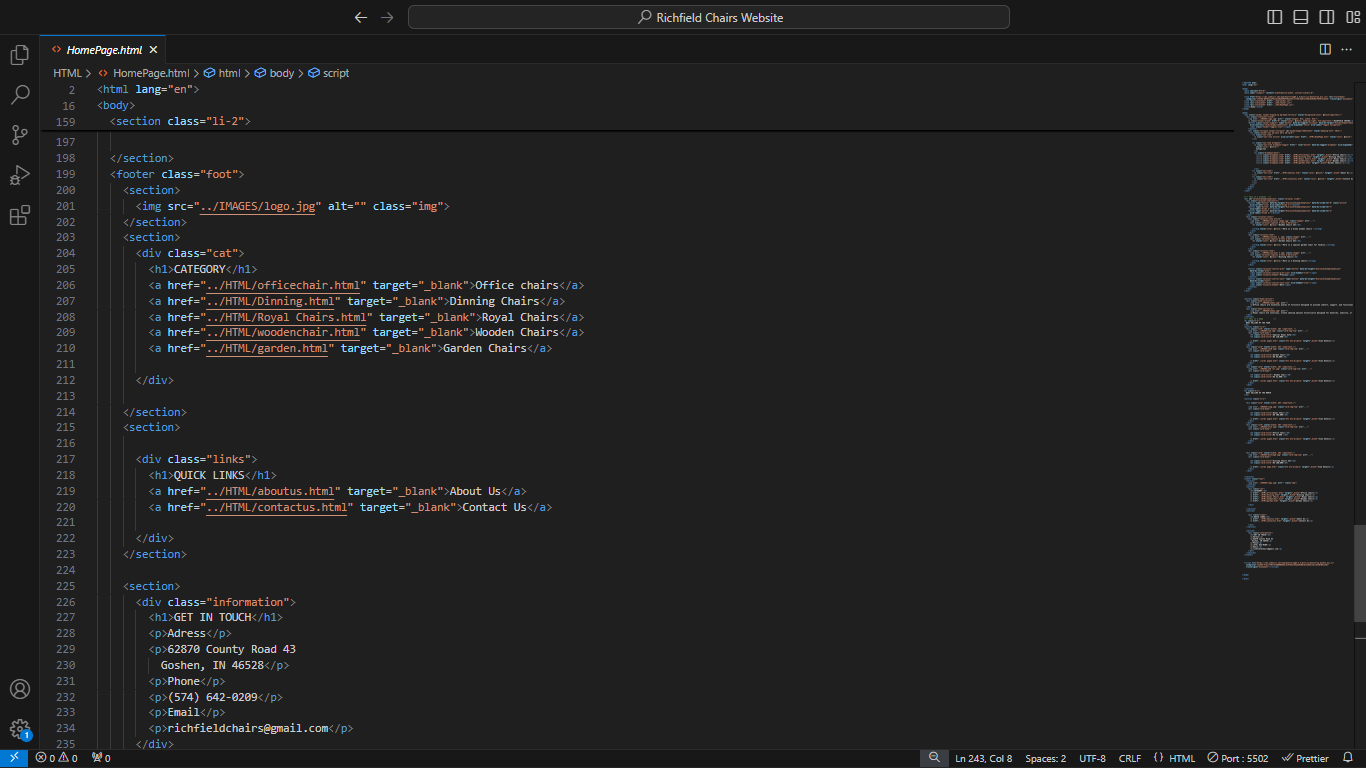 Richfield Chairs Website
HomePage.html
HTML > HomePage.html > html > body > script
2 <html lang="en">
16 <body>
159 <section class="li-2">
197
198 </section>
199 <footer class="foot">
200 <section>
201 <img src="../IMAGES/logo.jpg" alt="" class="img">
202 </section>
203 <section>
204 <div class="cat">
205 <h1>CATEGORY</h1>
206 <a href="../HTML/officechair.html" target="_blank">Office chairs</a>
207 <a href="../HTML/Dinning.html" target="_blank">Dinning Chairs</a>
208 <a href="../HTML/Royal Chairs.html" target="_blank">Royal Chairs</a>
209 <a href="../HTML/woodenchair.html" target="_blank">Wooden Chairs</a>
210 <a href="../HTML/garden.html" target="_blank">Garden Chairs</a>
211
212 </div>
213
214 </section>
215 <section>
216
217 <div class="links">
218 <h1>QUICK LINKS</h1>
219 <a href="../HTML/aboutus.html" target="_blank">About Us</a>
220 <a href="../HTML/contactus.html" target="_blank">Contact Us</a>
221
222 </div>
223 </section>
224
225 <section>
226 <div class="information">
227 <h1>GET IN TOUCH</h1>
228 <p>Adress</p>
229 <p>62870 County Road 43
230 Goshen, IN 46528</p>
231 <p>Phone</p>
232 <p>(574) 642-0209</p>
233 <p>Email</p>
234 <p>richfieldchairs@gmail.com</p>
235 </div>
1
0 0 0 Ln 243, Col 8 Spaces: 2 UTF-8 CRLF HTML Port : 5502 Prettier